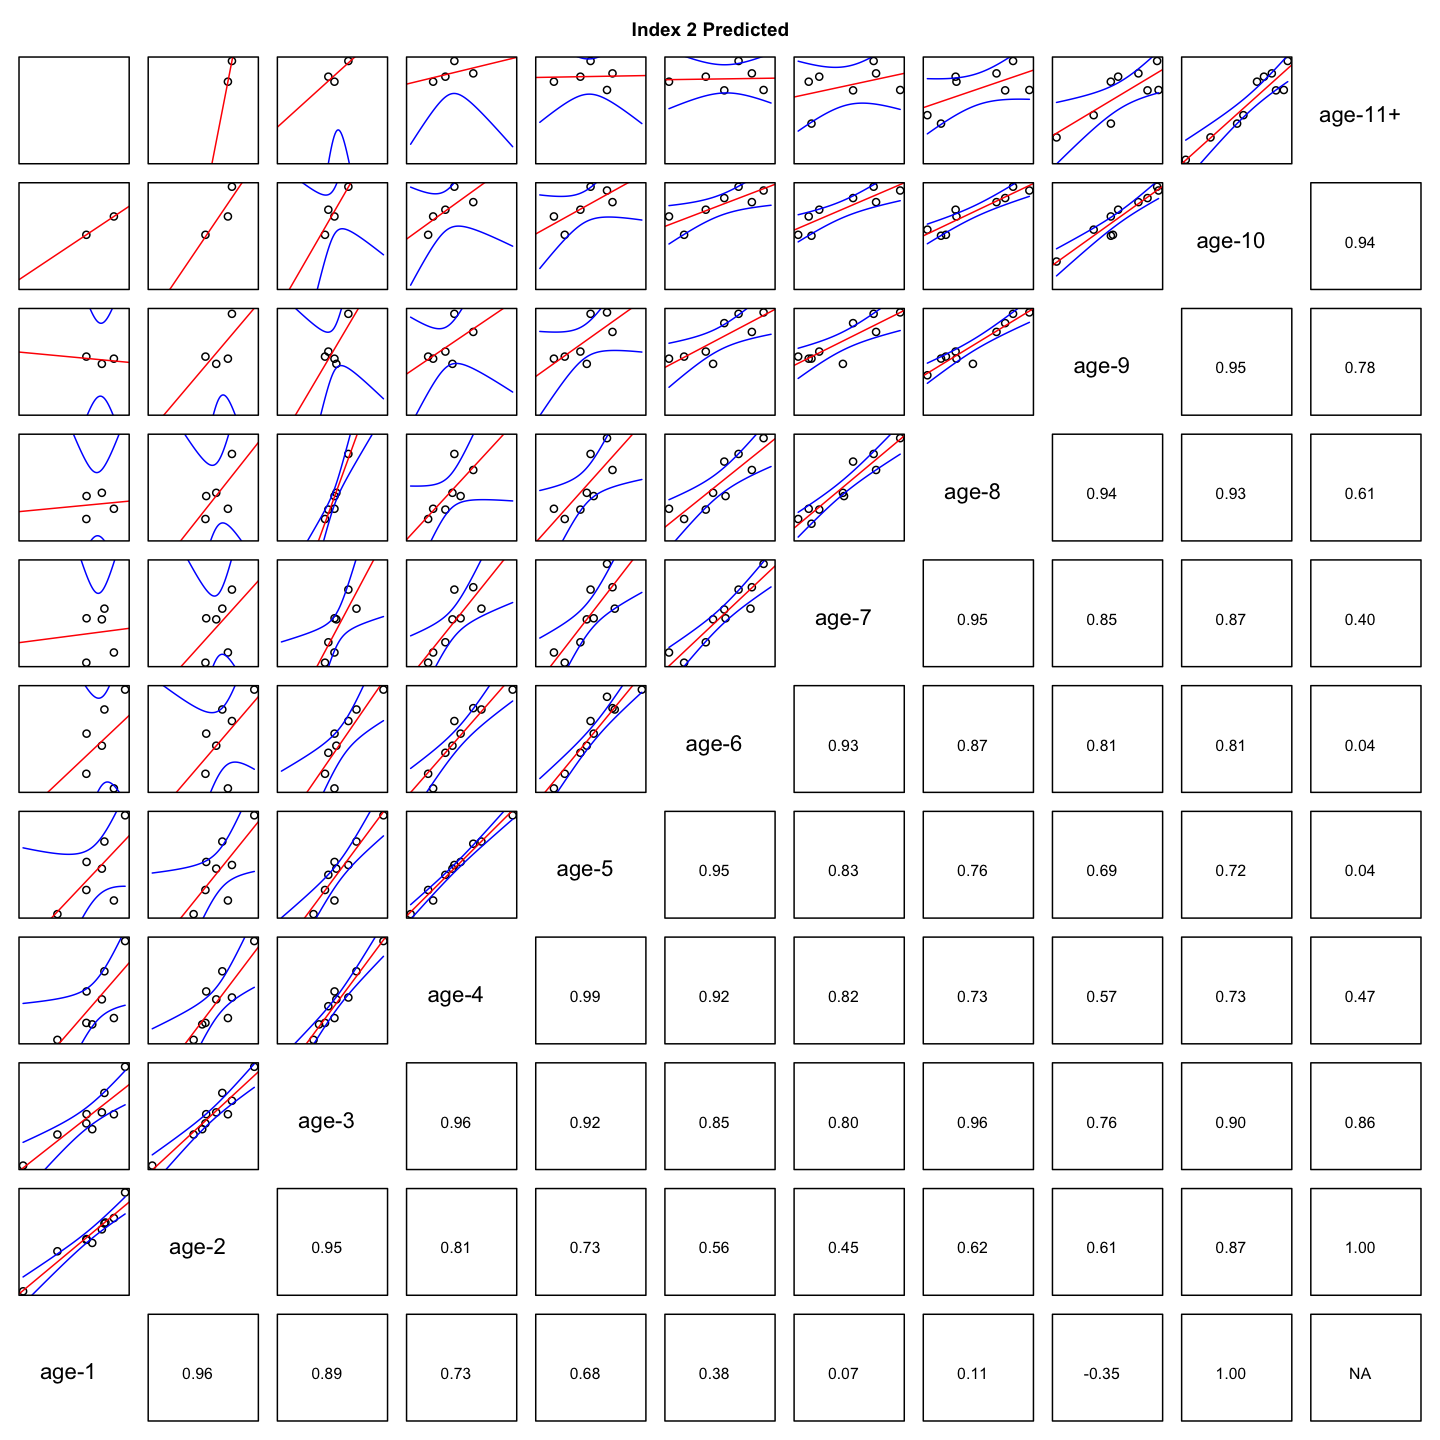 Index 2 Predicted
age-11+
age-10 0.94
age-9 0.95 0.78
age-8 0.94 0.93 0.61
age-7 0.95 0.85 0.87 0.40
age-6 0.93 0.87 0.81 0.81 0.04
age-5 0.95 0.83 0.76 0.69 0.72 0.04
age-4 0.99 0.92 0.82 0.73 0.57 0.73 0.47
age-3 0.96 0.92 0.85 0.80 0.96 0.76 0.90 0.86
age-2 0.95 0.81 0.73 0.56 0.45 0.62 0.61 0.87 1.00
age-1 0.96 0.89 0.73 0.68 0.38 0.07 0.11 -0.35 1.00 NA